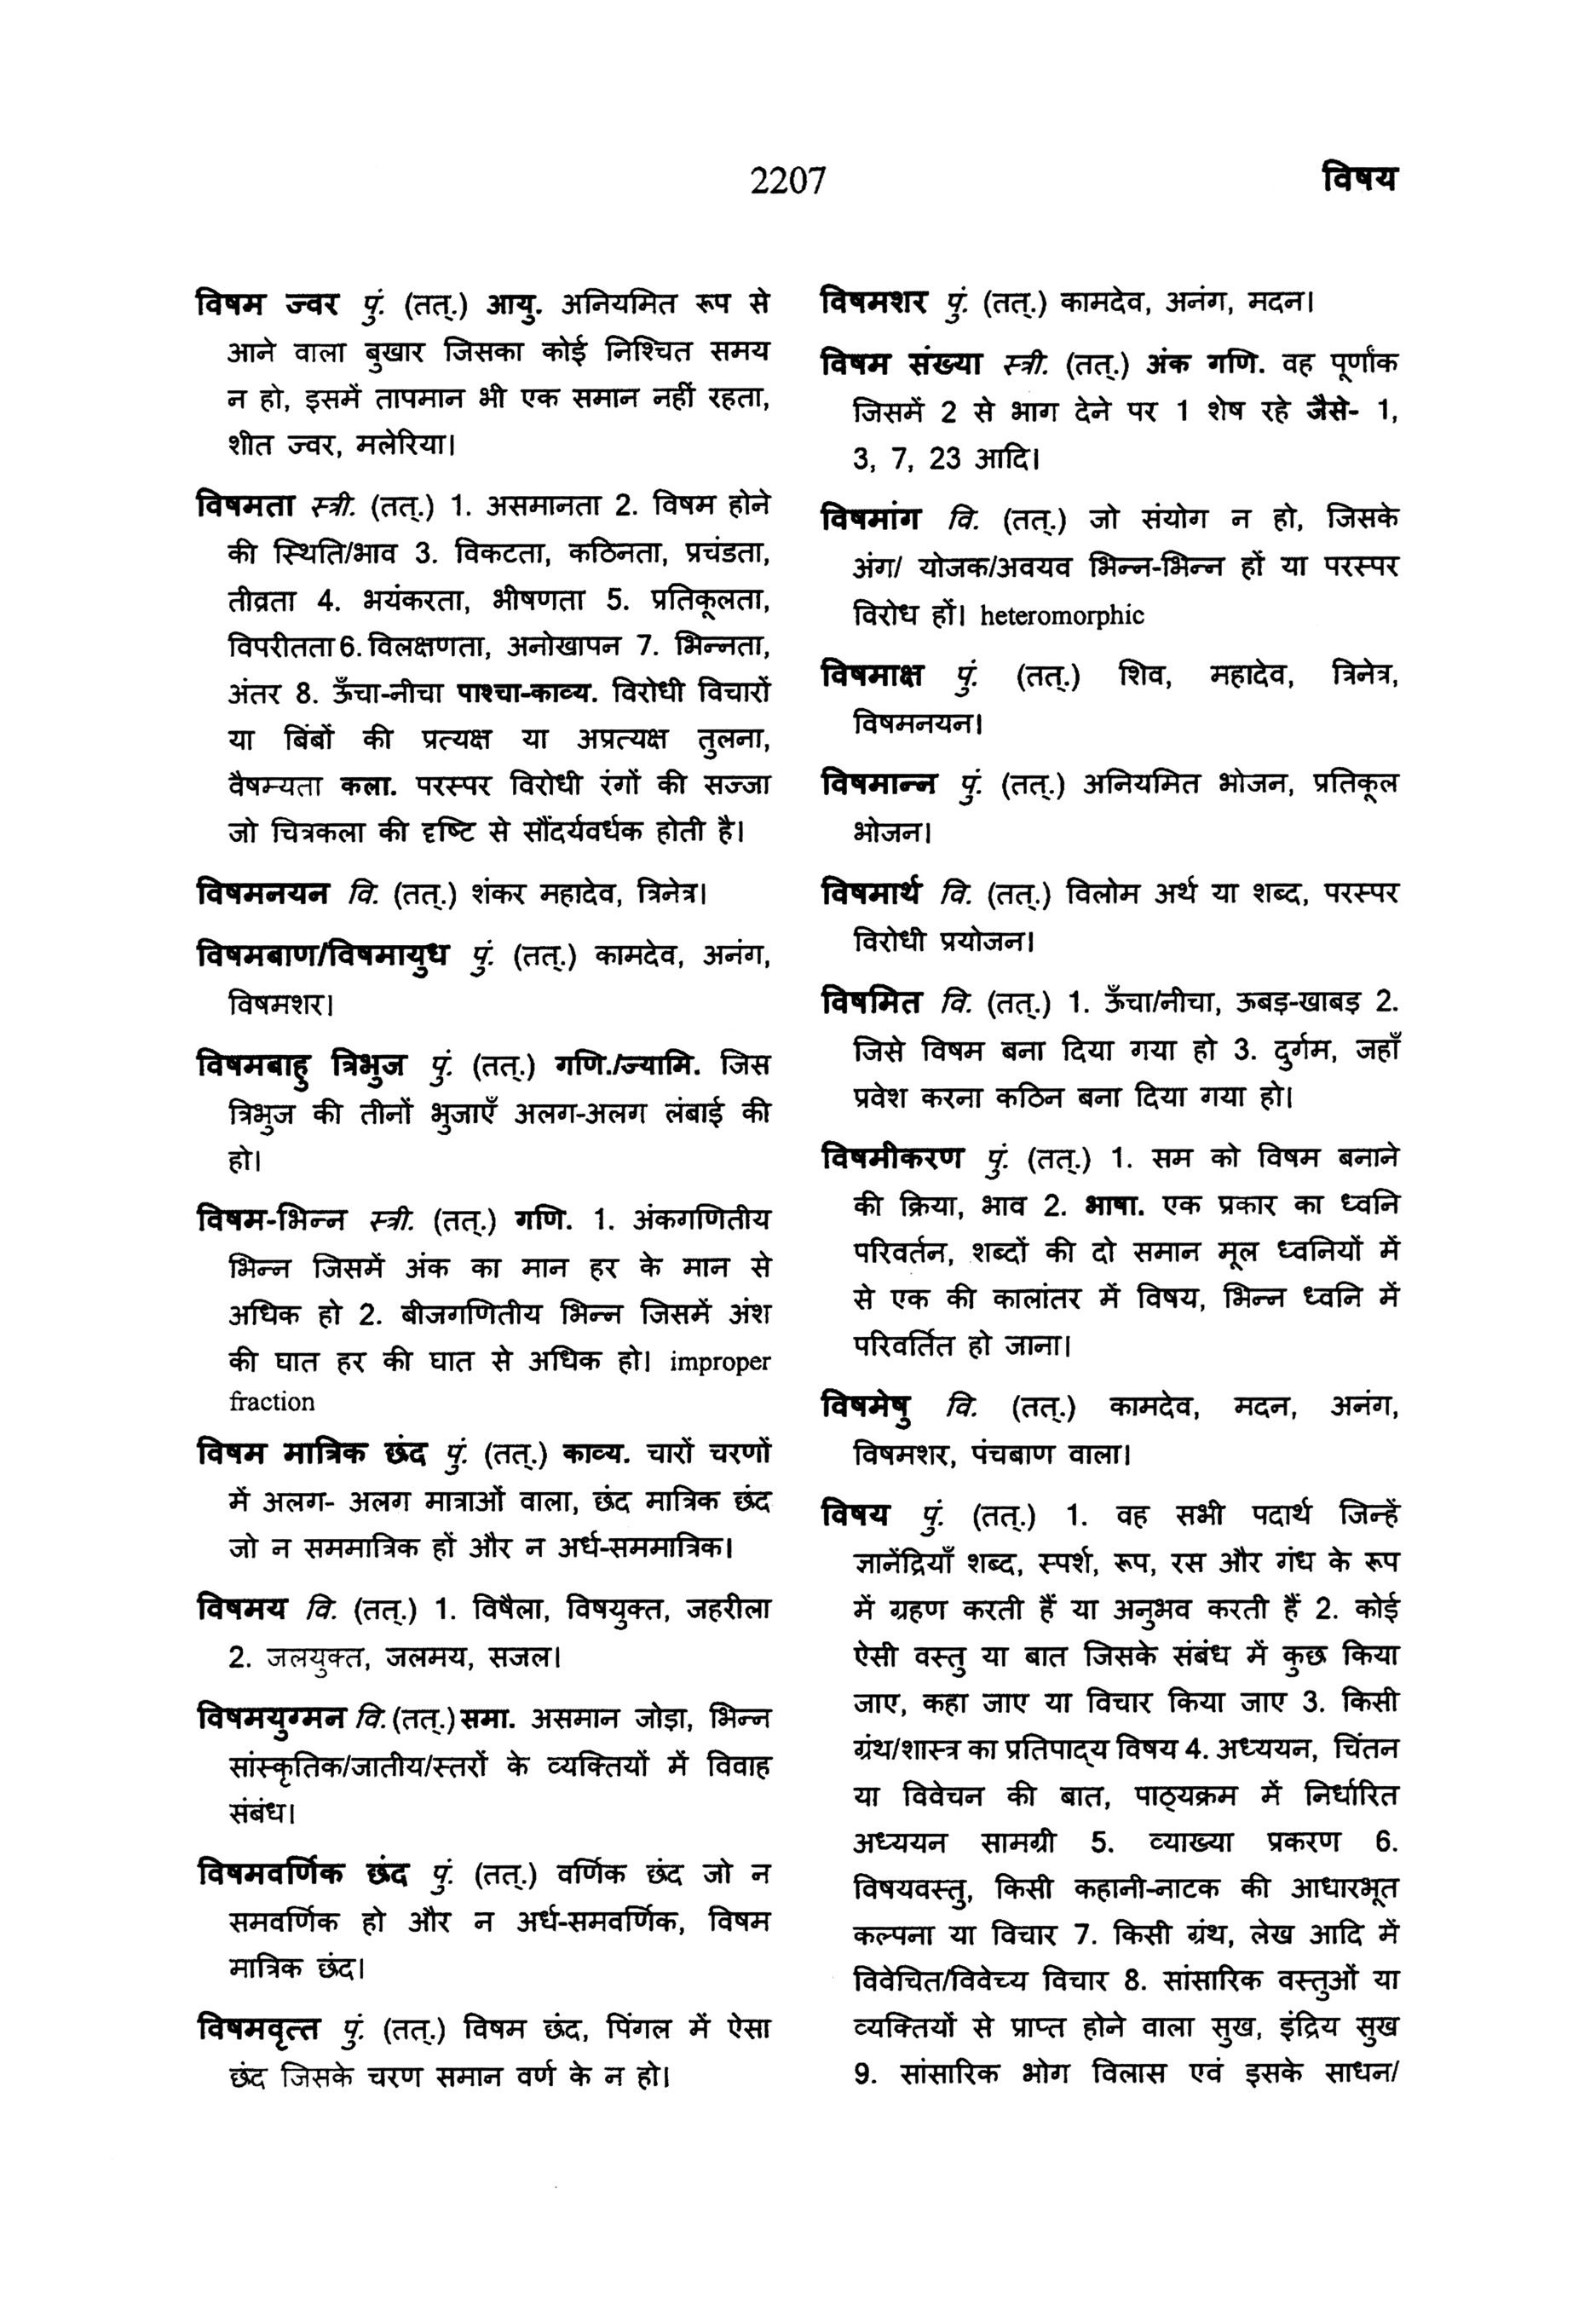 2207
विषय
विषम ज्वर पुं. (तत्.) आयु. अनियमित रूप से
आने वाला बुखार जिसका कोई निश्चित समय
न हो, इसमें तापमान भी एक समान नहीं रहता,
शीत ज्वर, मलेरिया।
विषमता स्त्री. (तत्.) 1. असमानता 2. विषम होने
की स्थिति/भाव 3. विकटता, कठिनता, प्रचंडता,
तीव्रता 4. भयंकरता, भीषणता 5. प्रतिकूलता,
विपरीतता 6. विलक्षणता, अनोखापन 7. भिन्नता,
अंतर 8. ऊँचा-नीचा पाश्चा-काव्य. विरोधी विचारों
या बिंबों की प्रत्यक्ष या अप्रत्यक्ष तुलना,
वैषम्यता कला. परस्पर विरोधी रंगों की सज्जा
जो चित्रकला की दृष्टि से सौंदर्यवर्धक होती है।
विषमनयन वि. (तत्.) शंकर महादेव, त्रिनेत्र।
विषमबाण/विषमायुध पुं. (तत्.) कामदेव, अनंग,
विषमशर।
विषमबाहु त्रिभुज पुं. (तत्.) गणि./ज्यामि. जिस
त्रिभुज की तीनों भुजाएँ अलग-अलग लंबाई की
हो।
विषम-भिन्न स्त्री. (तत्.) गणि. 1. अंकगणितीय
भिन्न जिसमें अंक का मान हर के मान से
अधिक हो 2. बीजगणितीय भिन्न जिसमें अंश
की घात हर की घात से अधिक हो। improper
fraction
विषम मात्रिक छंद पुं. (तत्.) काव्य. चारों चरणों
में अलग- अलग मात्राओं वाला, छंद मात्रिक छंद
जो न सममात्रिक हों और न अर्ध-सममात्रिक।
विषमय वि. (तत्.) 1. विषैला, विषयुक्त, जहरीला
2. जलयुक्त, जलमय, सजल।
विषमयुग्मन वि. (तत्.) समा. असमान जोड़ा, भिन्न
सांस्कृतिक/जातीय/स्तरों के व्यक्तियों में विवाह
संबंध।
विषमवर्णिक छंद पुं. (तत्.) वर्णिक छंद जो न
समवर्णिक हो और न अर्ध-समवर्णिक, विषम
मात्रिक छंद।
विषमवृत्त पुं. (तत्.) विषम छंद, पिंगल में ऐसा
छंद जिसके चरण समान वर्ण के न हो।
विषमशर पुं. (तत्.) कामदेव, अनंग, मदन।
विषम संख्या स्त्री. (तत्.) अंक गणि. वह पूर्णांक
जिसमें 2 से भाग देने पर 1 शेष रहे जैसे- 1,
3, 7, 23 आदि।
विषमांग वि. (तत्.) जो संयोग न हो, जिसके
अंग/ योजक/अवयव भिन्न-भिन्न हों या परस्पर
विरोध हों। heteromorphic
विषमाक्ष पुं. (तत्.) शिव, महादेव, त्रिनेत्र,
विषमनयन।
विषमान्न पुं. (तत्.) अनियमित भोजन, प्रतिकूल
भोजन।
विषमार्थ वि. (तत्.) विलोम अर्थ या शब्द, परस्पर
विरोधी प्रयोजन।
विषमित वि. (तत्.) 1. ऊँचा/नीचा, ऊबड़-खाबड़ 2.
जिसे विषम बना दिया गया हो 3. दुर्गम, जहाँ
प्रवेश करना कठिन बना दिया गया हो।
विषमीकरण पुं. (तत्.) 1. सम को विषम बनाने
की क्रिया, भाव 2. भाषा. एक प्रकार का ध्वनि
परिवर्तन, शब्दों की दो समान मूल ध्वनियों में
से एक की कालांतर में विषय, भिन्न ध्वनि में
परिवर्तित हो जाना।
विषमेषु वि. (तत्.) कामदेव, मदन, अनंग,
विषमशर, पंचबाण वाला।
विषय पुं. (तत्.) 1. वह सभी पदार्थ जिन्हें
ज्ञानेंद्रियाँ शब्द, स्पर्श, रूप, रस और गंध के रूप
में ग्रहण करती हैं या अनुभव करती हैं 2. कोई
ऐसी वस्तु या बात जिसके संबंध में कुछ किया
जाए, कहा जाए या विचार किया जाए 3. किसी
ग्रंथ/शास्त्र का प्रतिपाद्य विषय 4. अध्ययन, चिंतन
या विवेचन की बात, पाठ्यक्रम में निर्धारित
अध्ययन सामग्री 5. व्याख्या प्रकरण 6.
विषयवस्तु, किसी कहानी-नाटक की आधारभूत
कल्पना या विचार 7. किसी ग्रंथ, लेख आदि में
विवेचित/विवेच्य विचार 8. सांसारिक वस्तुओं या
व्यक्तियों से प्राप्त होने वाला सुख, इंद्रिय सुख
9. सांसारिक भोग विलास एवं इसके साधन/